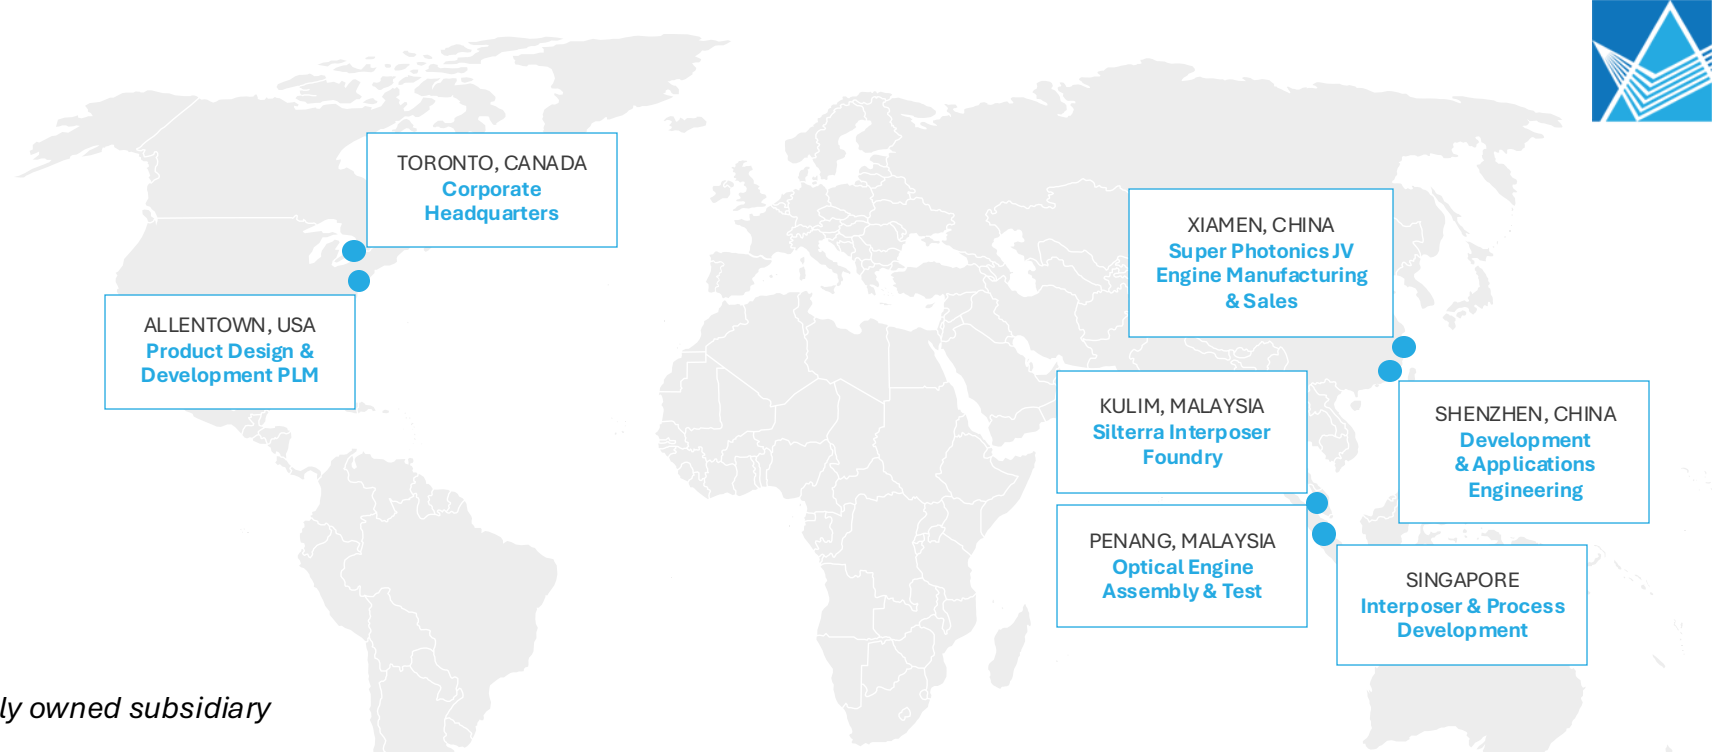 TORONTO, CANADA
Corporate
Headquarters
ALLENTOWN, USA
Product Design &
Development PLM
XIAMEN, CHINA
Super Photonics JV
Engine Manufacturing
& Sales
KULIM, MALAYSIA
Silterra Interposer
Foundry
SHENZHEN, CHINA
Development
& Applications
Engineering
PENANG, MALAYSIA
Optical Engine
Assembly & Test
SINGAPORE
Interposer & Process
Development
ly owned subsidiary